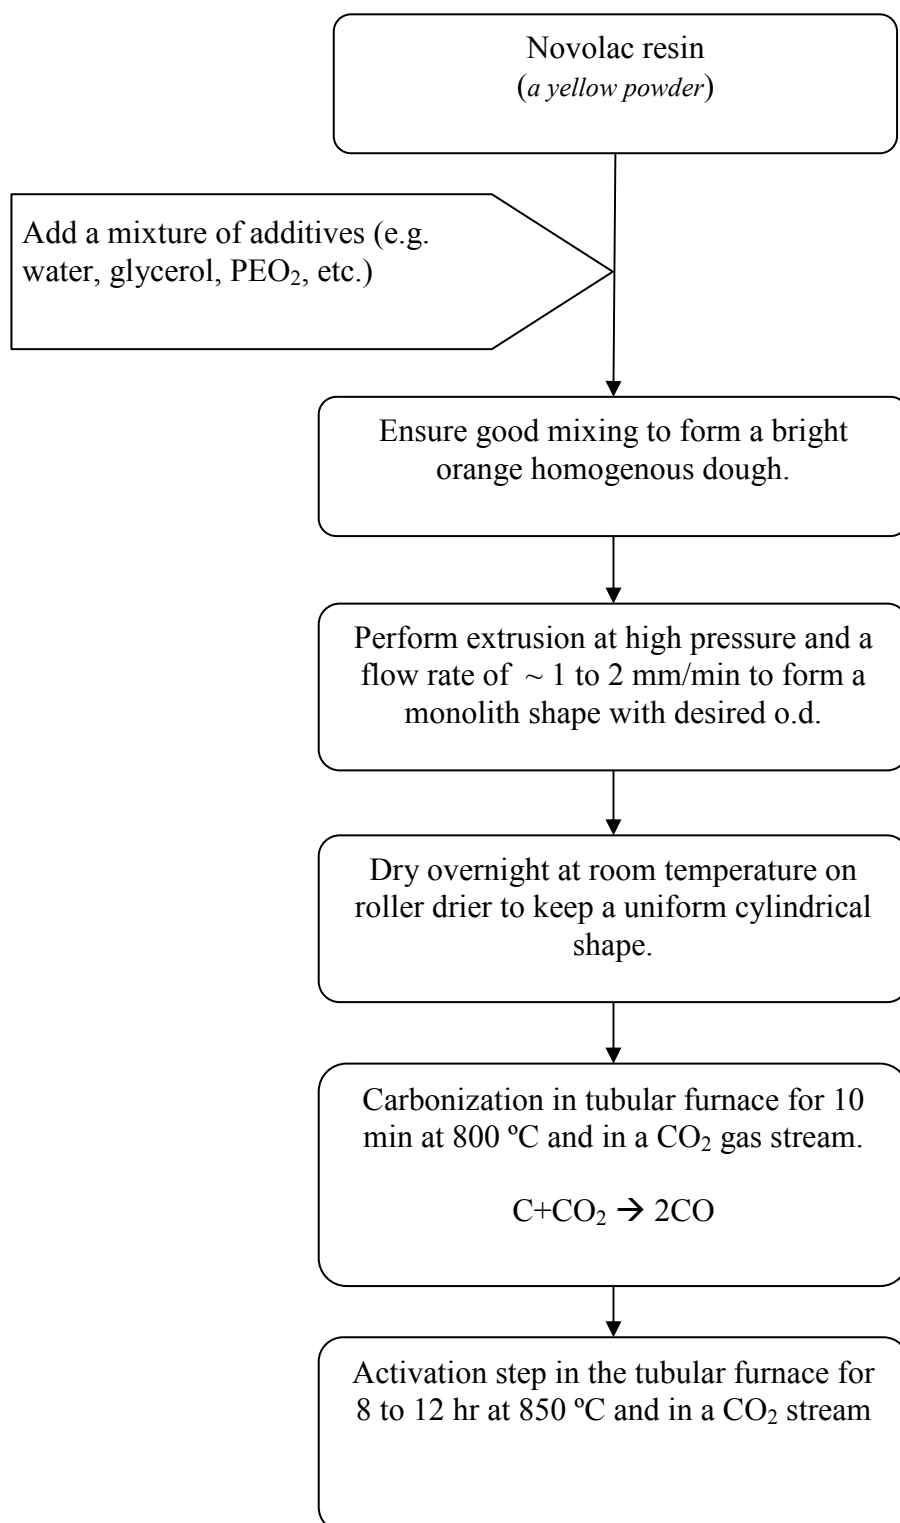 Novolac resin
(a yellow powder)
Add a mixture of additives (e.g.
water, glycerol, PEO₂, etc.)
Ensure good mixing to form a bright
orange homogenous dough.
Perform extrusion at high pressure and a
flow rate of ~ 1 to 2 mm/min to form a
monolith shape with desired o.d.
Dry overnight at room temperature on
roller drier to keep a uniform cylindrical
shape.
Carbonization in tubular furnace for 10
min at 800 ºC and in a CO₂ gas stream.
C+CO₂ → 2CO
Activation step in the tubular furnace for
8 to 12 hr at 850 ºC and in a CO₂ stream